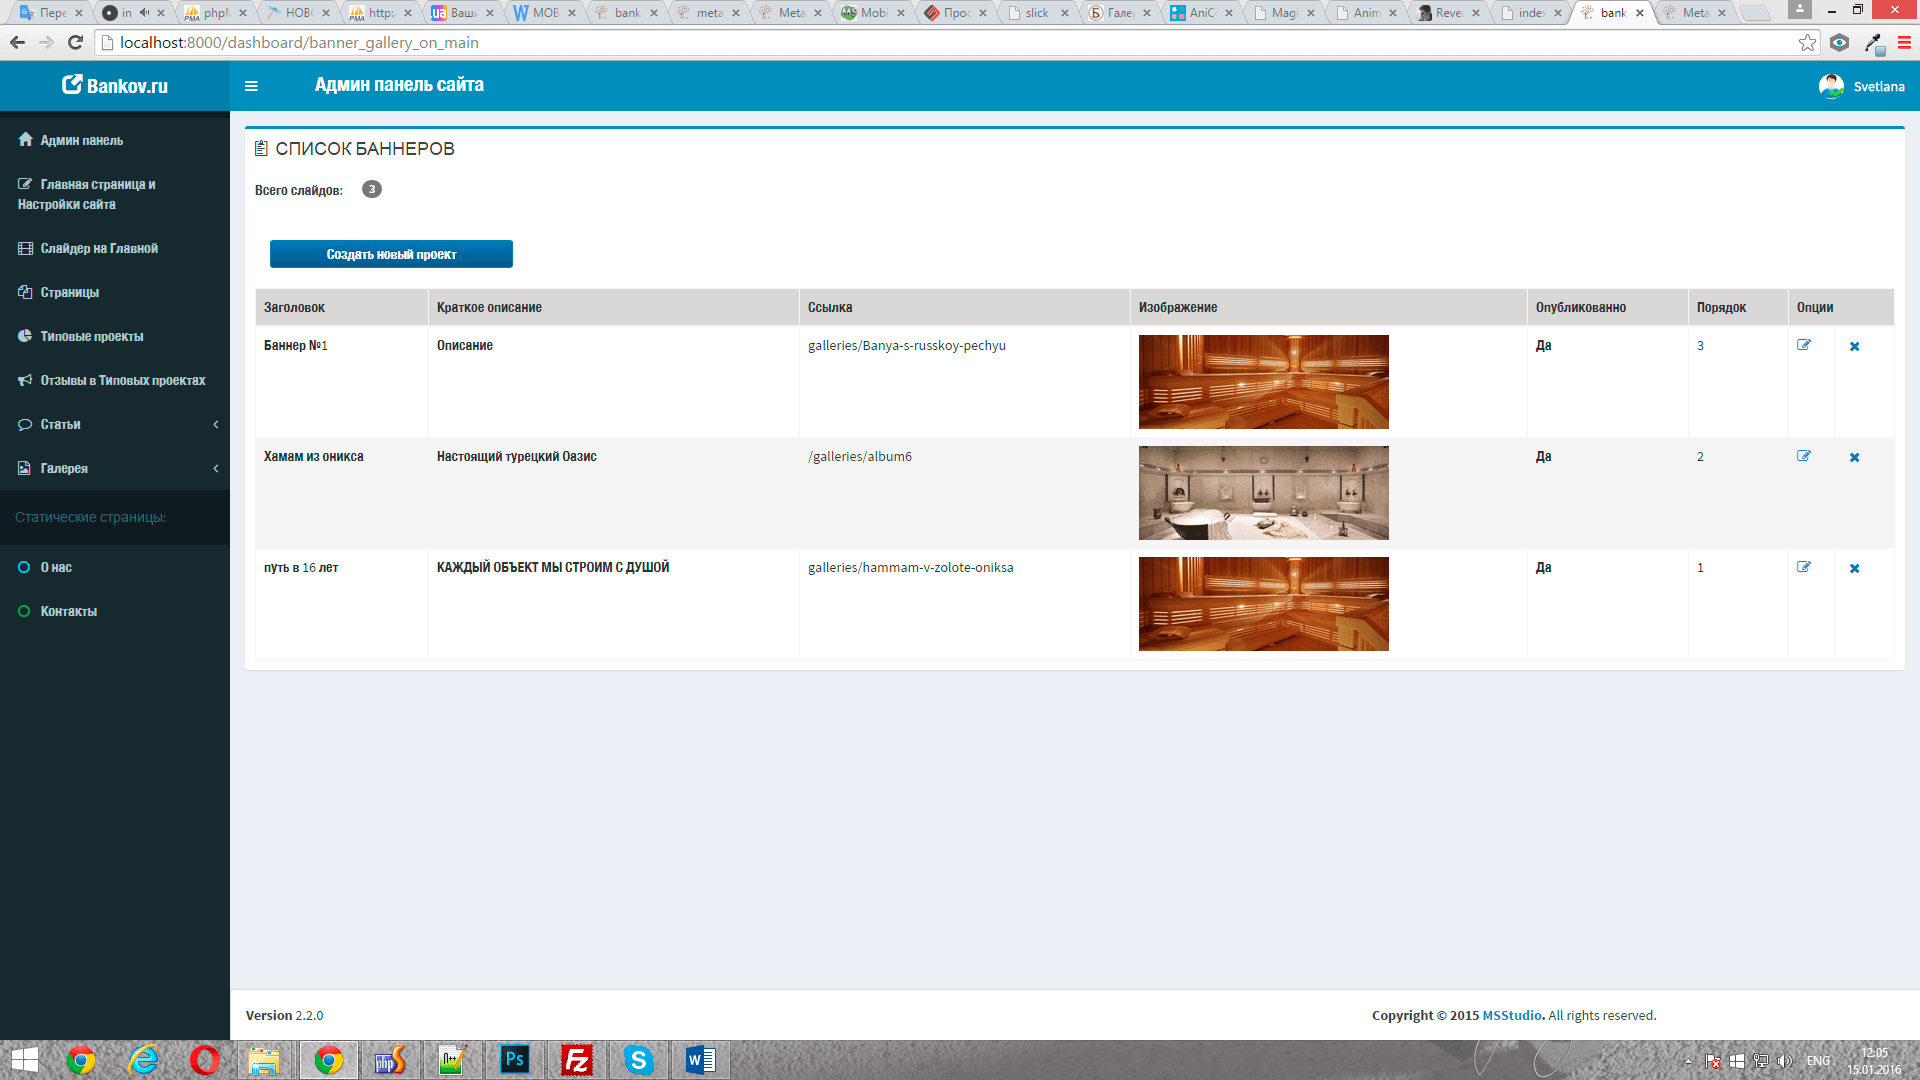 Пере
in
phpM
НОВО
http:
Ваши
МОВ
bank
meta
Meta
Mobi
Прос
slick
Гале
AniC
Magi
Anim
Reve
index
bank
Meta
localhost:8000/dashboard/banner_gallery_on_main
Bankov.ru
Админ панель сайта
Svetlana
Админ панель
Главная страница и
Настройки сайта
Слайдер на Главной
Страницы
Типовые проекты
Отзывы в Типовых проектах
Статьи
Галерея
Статические страницы:
О нас
Контакты
СПИСОК БАННЕРОВ
Всего слайдов: 3
Создать новый проект
Заголовок Краткое описание Ссылка Изображение Опубликованно Порядок Опции
Баннер №1 Описание galleries/Banya-s-russkoy-pechyu Да 3
Хамам из оникса Настоящий турецкий Оазис /galleries/album6 Да 2
путь в 16 лет КАЖДЫЙ ОБЪЕКТ МЫ СТРОИМ С ДУШОЙ galleries/hammam-v-zolote-oniksa Да 1
Version 2.2.0
Copyright © 2015 MSStudio. All rights reserved.
ENG
12:05
15.01.2016